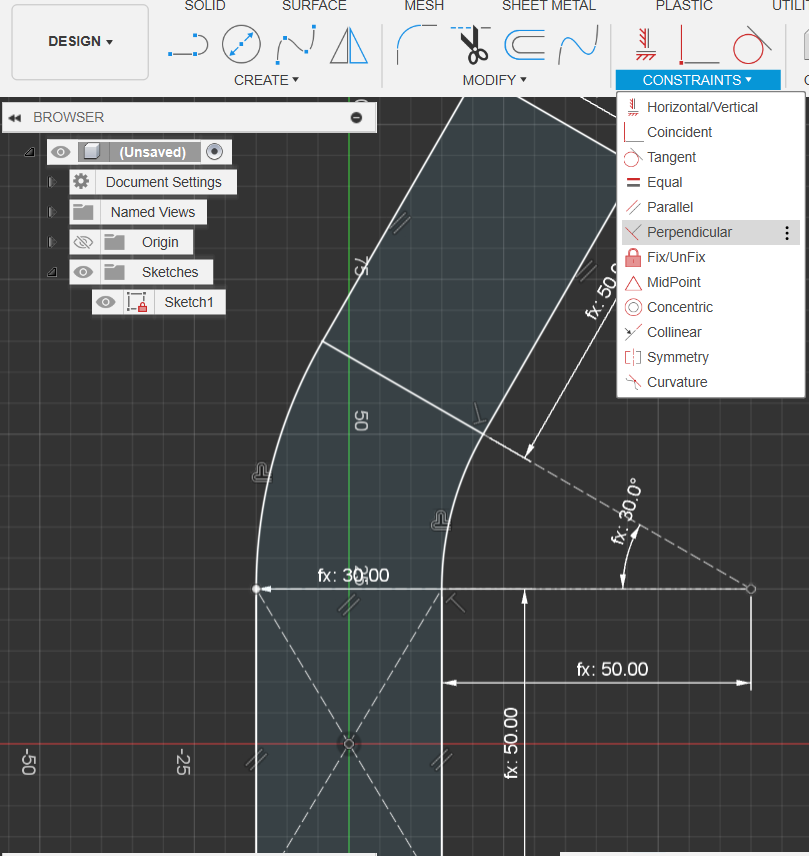 SOLID SURFACE MESH SHEET METAL PLASTIC UTILI
DESIGN
CREATE MODIFY CONSTRAINTS
BROWSER
(Unsaved)
Document Settings
Named Views
Origin
Sketches
Sketch1
Horizontal/Vertical
Coincident
Tangent
Equal
Parallel
Perpendicular
Fix/UnFix
MidPoint
Concentric
Collinear
Symmetry
Curvature
75
fx: 50.0
50
fx: 30.0°
fx: 30.00
25
fx: 50.00
fx: 50.00
-50
-25